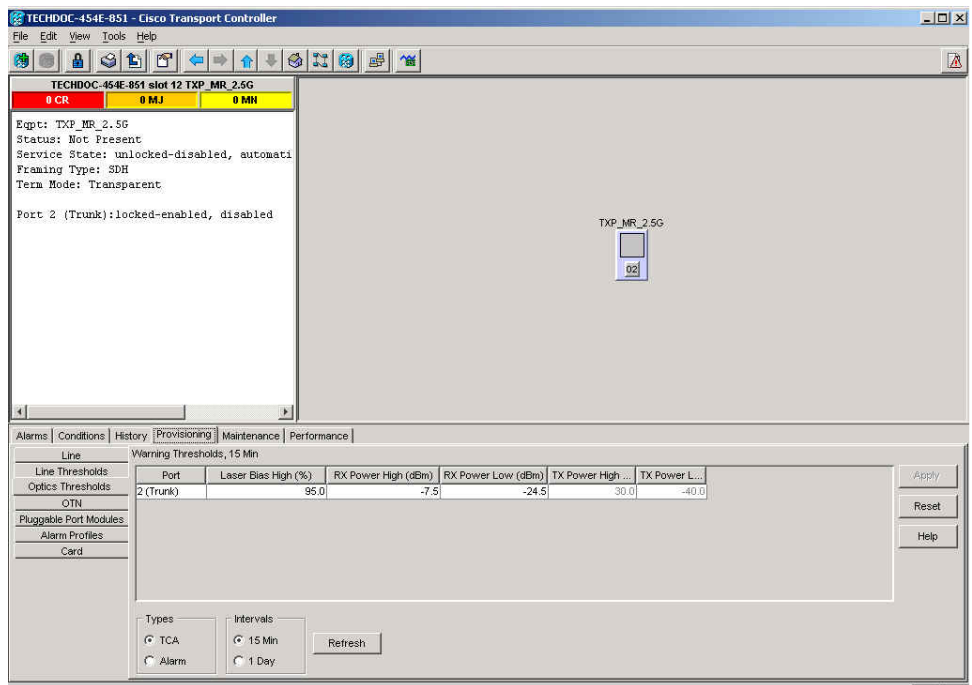 TECHDOC-454E-851 - Cisco Transport Controller
File Edit View Tools Help
TECHDOC-454E-851 slot 12 TXP_MR_2.5G
0 CR 0 MJ 0 MN
Eqpt: TXP_MR_2.5G
Status: Not Present
Service State: unlocked-disabled, automati
Framing Type: SDH
Term Mode: Transparent
Port 2 (Trunk):locked-enabled, disabled
TXP_MR_2.5G
02
Alarms Conditions History Provisioning Maintenance Performance
Line
Line Thresholds
Optics Thresholds
OTN
Pluggable Port Modules
Alarm Profiles
Card
Warning Thresholds, 15 Min
Port Laser Bias High (%) RX Power High (dBm) RX Power Low (dBm) TX Power High ... TX Power L...
2 (Trunk) 95.0 -7.5 -24.5 30.0 -40.0
Types
TCA
Alarm
Intervals
15 Min
1 Day
Refresh
Apply
Reset
Help